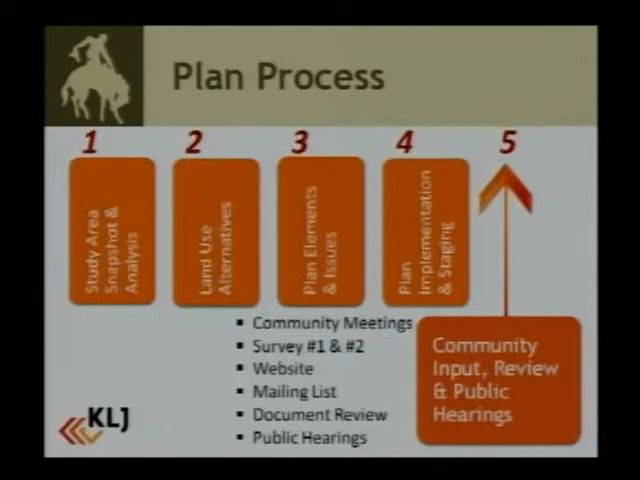 Plan Process
1 2 3 4 5
Study Area
Snapshot &
Analysis
Land Use
Alternatives
Plan Elements
& Issues
Plan
Implementation
& Staging
▪ Community Meetings
▪ Survey #1 & #2
▪ Website
▪ Mailing List
▪ Document Review
▪ Public Hearings
Community
Input, Review
& Public
Hearings
KLJ